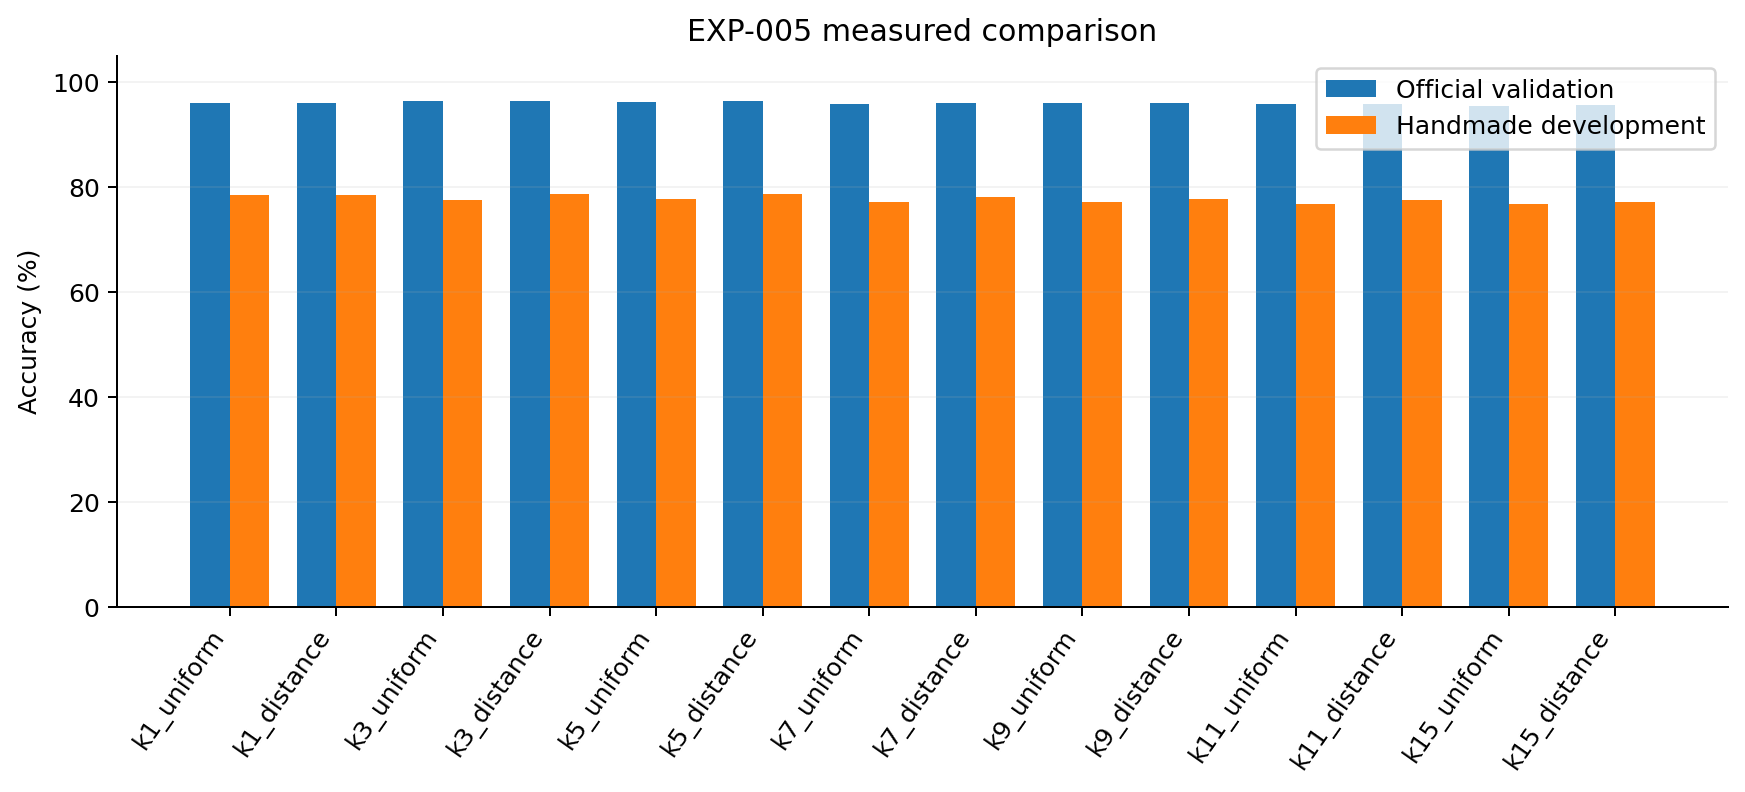 EXP-005 measured comparison
Official validation
Handmade development
Accuracy (%)
100
80
60
40
20
0
k1_uniform
k1_distance
k3_uniform
k3_distance
k5_uniform
k5_distance
k7_uniform
k7_distance
k9_uniform
k9_distance
k11_uniform
k11_distance
k15_uniform
k15_distance